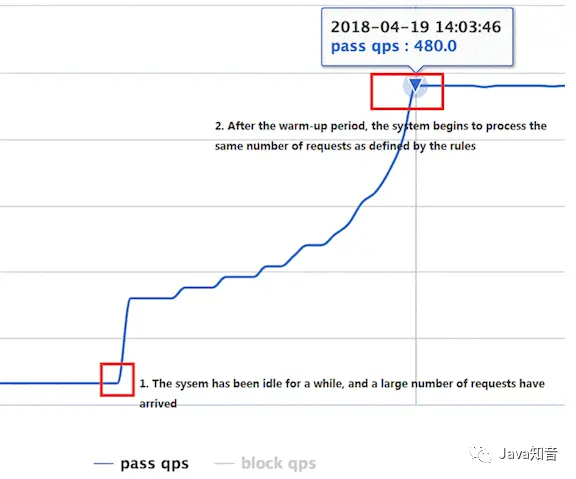 2018-04-19 14:03:46
pass qps : 480.0
2. After the warm-up period, the system begins to process the
same number of requests as defined by the rules
1. The sysem has been idle for a while, and a large number of requests have
arrived
pass qps
block qps
Java知音